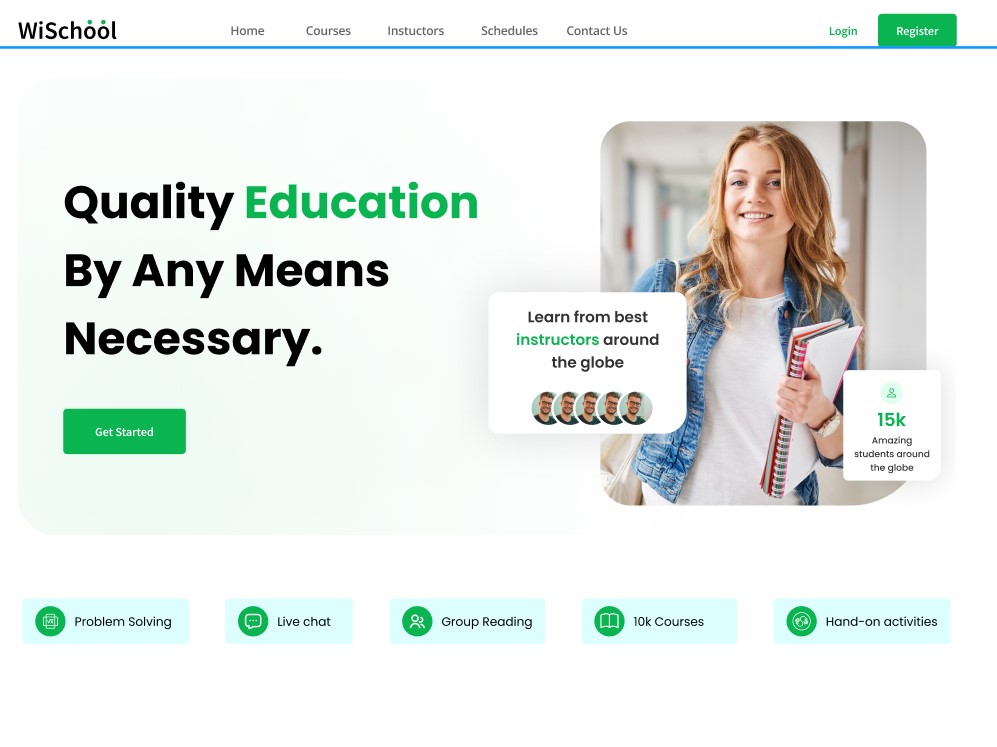 WiSchööl
Home
Courses
Instuctors
Schedules
Contact Us
Login
Register
Quality Education
By Any Means
Necessary.
Get Started
Learn from best
instructors around
the globe
15k
Amazing
students around
the globe
Problem Solving
Live chat
Group Reading
10k Courses
Hand-on activities